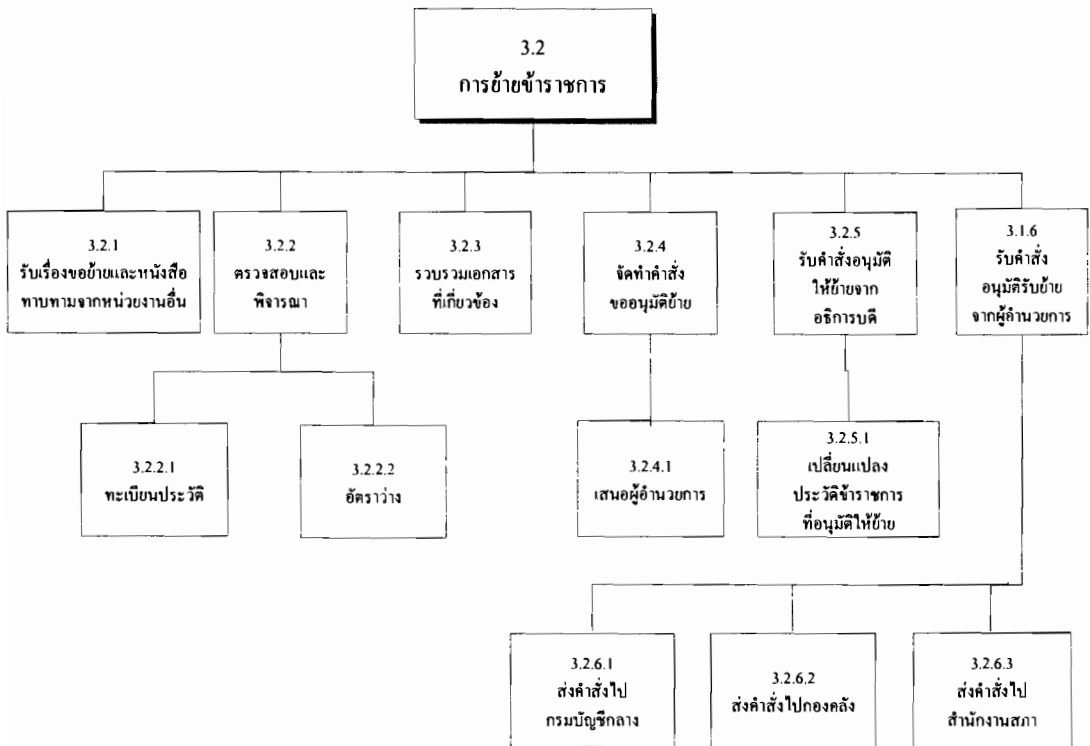 3.2
การย้ายข้าราชการ
3.2.1
รับเรื่องขอย้ายและหนังสือ
ทาบทามจากหน่วยงานอื่น
3.2.2
ตรวจสอบและ
พิจารณา
3.2.3
รวบรวมเอกสาร
ที่เกี่ยวข้อง
3.2.4
จัดทำคำสั่ง
ขออนุมัติย้าย
3.2.5
รับคำสั่งอนุมัติ
ให้ย้ายจาก
อธิการบดี
3.1.6
รับคำสั่ง
อนุมัติรับย้าย
จากผู้อำนวยการ
3.2.2.1
ทะเบียนประวัติ
3.2.2.2
อัตราว่าง
3.2.4.1
เสนอผู้อำนวยการ
3.2.5.1
เปลี่ยนแปลง
ประวัติข้าราชการ
ที่อนุมัติให้ย้าย
3.2.6.1
ส่งคำสั่งไป
กรมบัญชีกลาง
3.2.6.2
ส่งคำสั่งไปกองคลัง
3.2.6.3
ส่งคำสั่งไป
สำนักงานสภา